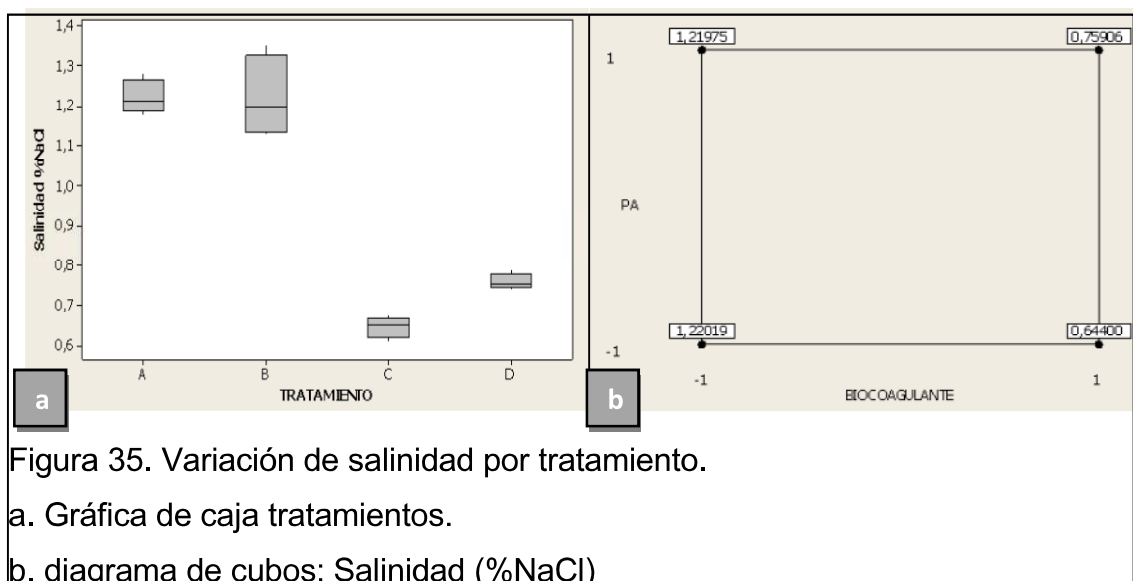 1,4
1,3
1,2
1,1
1,0
0,9
0,8
0,7
0,6
Salinidad %NaCl
A B C D
TRATAMIENTO
a
1,21975 0,75906
1
PA
1,22019 0,64400
-1
-1 1
BIOCOAGULANTE
b
Figura 35. Variación de salinidad por tratamiento.
a. Gráfica de caja tratamientos.
b. diagrama de cubos: Salinidad (%NaCl)